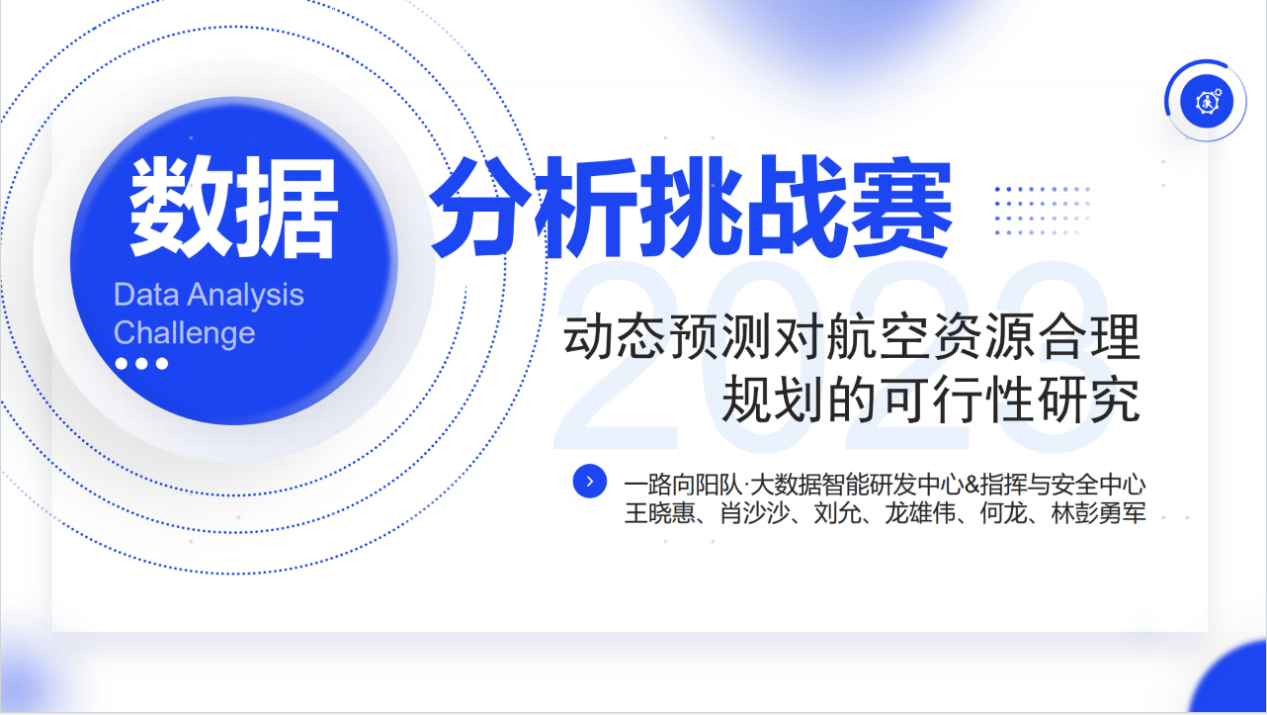 数据分析挑战赛
Data Analysis
Challenge
2023
动态预测对航空资源合理
规划的可行性研究
一路向阳队·大数据智能研发中心&指挥与安全中心
王晓惠、肖沙沙、刘允、龙雄伟、何龙、林彭勇军